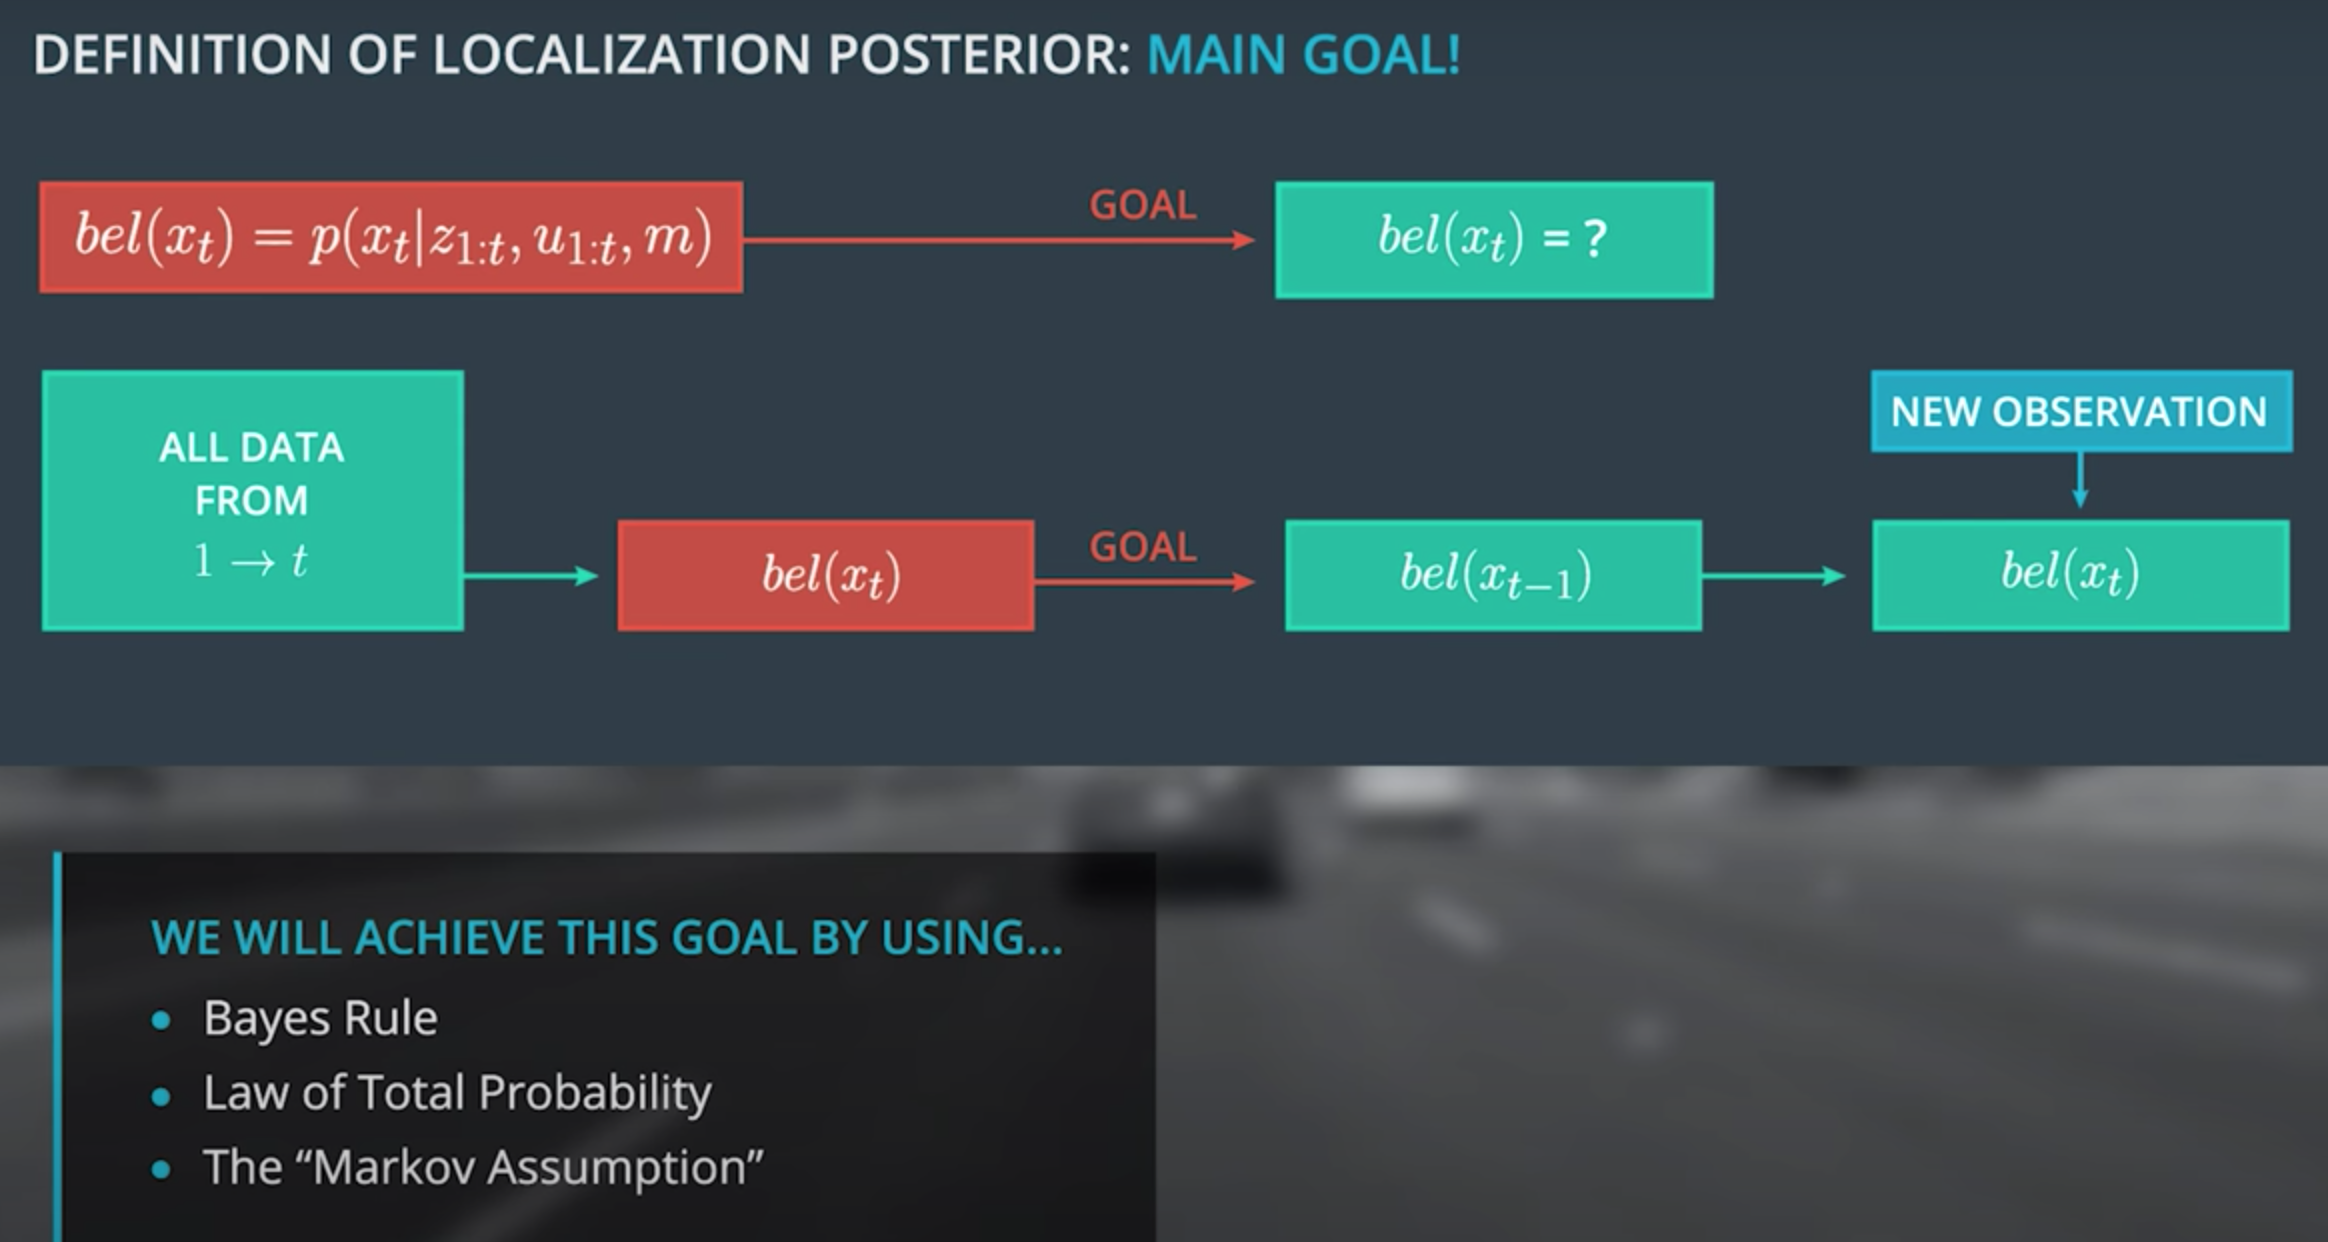 DEFINITION OF LOCALIZATION POSTERIOR: MAIN GOAL!
bel(x_t) = p(x_t|z_{1:t}, u_{1:t}, m)
GOAL
bel(x_t) = ?
ALL DATA
FROM
1 → t
bel(x_t)
GOAL
bel(x_{t−1})
NEW OBSERVATION
bel(x_t)
WE WILL ACHIEVE THIS GOAL BY USING...
• Bayes Rule
• Law of Total Probability
• The “Markov Assumption”